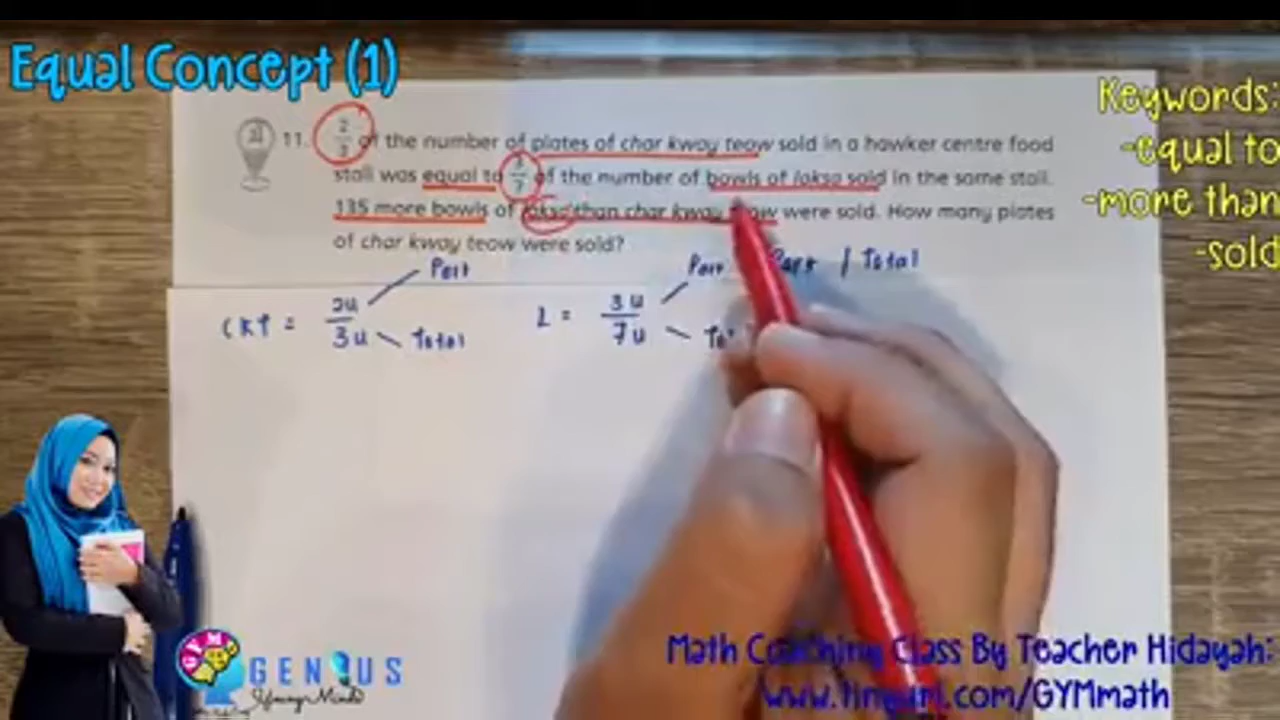 Equal Concept (1)
Keywords:
-equal to
-more than
-sold
11. 2/3 of the number of plates of char kway teow sold in a hawker centre food
stall was equal to 3/7 of the number of bowls of laksa sold in the same stall.
135 more bowls of laksa than char kway teow were sold. How many plates
of char kway teow were sold?
Part Part Part / Total
CKT = 2u/3u L = 3u/7u
Total
GENIUS
Young Minds
Math Coaching Class By Teacher Hidayah:
www.tinyurl.com/GYMmath